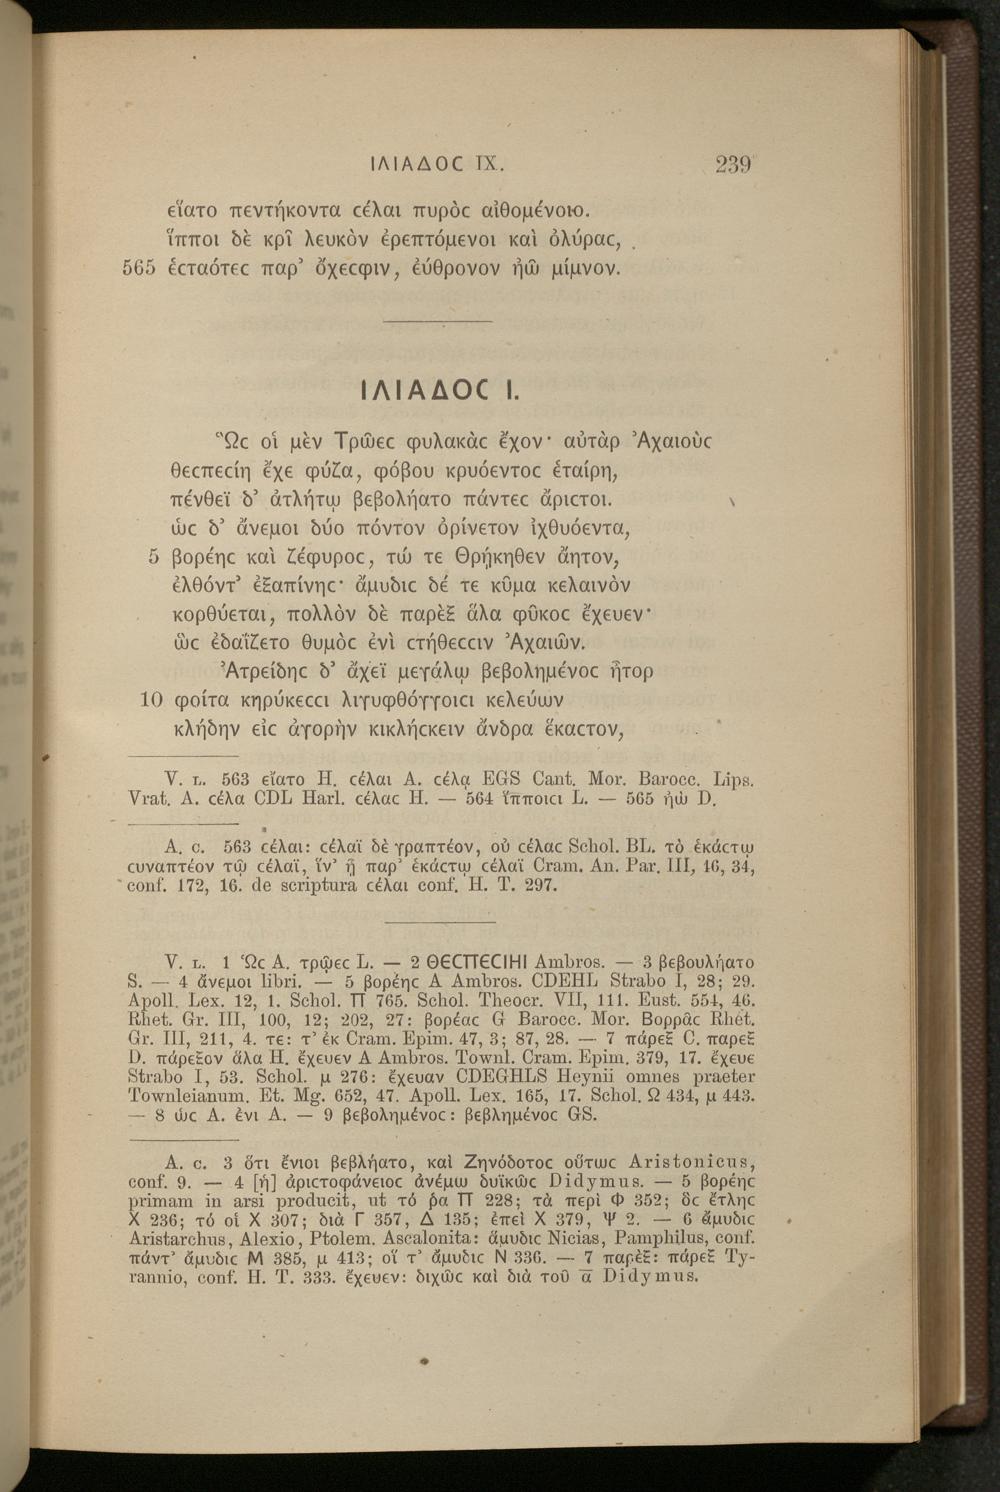 ΙΛΙΑΔΟϹ IX. 239
εἵατο πεντήκοντα ϲέλαι πυρὸϲ αἰθομένοιο.
ἵπποι δὲ κρῖ λευκὸν ἐρεπτόμενοι καὶ ὀλύραϲ,
565 ἑϲταότεϲ παρ’ ὄχεϲφιν, ἐύθρονον ἠῶ μίμνον.
ΙΛΙΑΔΟϹ Ι.
Ὣϲ οἱ μὲν Τρῶεϲ φυλακὰϲ ἔχον· αὐτὰρ Ἀχαιοὺϲ
θεϲπεϲίη ἔχε φύζα, φόβου κρυόεντοϲ ἑταίρη,
πένθεϊ δ’ ἀτλήτῳ βεβολήατο πάντεϲ ἄριϲτοι.
ὡϲ δ’ ἄνεμοι δύο πόντον ὀρίνετον ἰχθυόεντα,
5 βορέηϲ καὶ ζέφυροϲ, τώ τε Θρῄκηθεν ἄητον,
ἐλθόντ’ ἐξαπίνηϲ· ἄμυδιϲ δέ τε κῦμα κελαινὸν
κορθύεται, πολλὸν δὲ παρὲξ ἅλα φῦκοϲ ἔχευεν·
ὣϲ ἐδαΐζετο θυμὸϲ ἐνὶ ϲτήθεϲϲιν Ἀχαιῶν.
Ἀτρείδηϲ δ’ ἄχεϊ μεγάλῳ βεβολημένοϲ ἦτορ
10 φοίτα κηρύκεϲϲι λιγυφθόγγοιϲι κελεύων
κλήδην εἰϲ ἀγορὴν κικλήϲκειν ἄνδρα ἕκαϲτον,
V. L. 563 εἴατο H. ϲέλαι A. ϲέλᾳ EGS Cant. Mor. Barocc. Lips.
Vrat. A. ϲέλα CDL Harl. ϲέλαϲ H. — 564 ἵπποιϲι L. — 565 ἠὼ D.
A. C. 563 ϲέλαι: ϲέλαϊ δὲ γραπτέον, οὐ ϲέλαϲ Schol. BL. τὸ ἑκάϲτῳ
ϲυναπτέον τῷ ϲέλαϊ, ἵν’ ᾖ παρ’ ἑκάϲτῳ ϲέλαϊ Cram. An. Par. III, 16, 34,
conf. 172, 16. de scriptura ϲέλαι conf. H. T. 297.
V. L. 1 Ὥϲ A. τρῷεϲ L. — 2 ΘΕϹΠΕϹΙΗΙ Ambros. — 3 βεβουλήατο
S. — 4 ἄνεμοι libri. — 5 βορέηϲ A Ambros. CDEHL Strabo I, 28; 29.
Apoll. Lex. 12, 1. Schol. Π 765. Schol. Theocr. VII, 111. Eust. 554, 46.
Rhet. Gr. III, 100, 12; 202, 27: βορέαϲ G Barocc. Mor. Βορρᾶϲ Rhet.
Gr. III, 211, 4. τε: τ’ ἐκ Cram. Epim. 47, 3; 87, 28. — 7 πάρεξ C. παρεξ
D. πάρεξον ἅλα H. ἔχευεν A Ambros. Townl. Cram. Epim. 379, 17. ἔχευε
Strabo I, 53. Schol. μ 276: ἔχευαν CDEGHLS Heynii omnes praeter
Townleianum. Et. Mg. 652, 47. Apoll. Lex. 165, 17. Schol. Ω 434, μ 443.
— 8 ὡϲ A. ἐνι A. — 9 βεβολημένοϲ: βεβλημένοϲ GS.
A. C. 3 ὅτι ἔνιοι βεβλήατο, καὶ Ζηνόδοτοϲ οὕτωϲ Aristonicus,
conf. 9. — 4 [ἡ] ἀριϲτοφάνειοϲ ἀνέμω δυϊκῶϲ Didymus. — 5 βορέηϲ
primam in arsi producit, ut τό ῥα Π 228; τὰ περὶ Φ 352; ὃϲ ἔτληϲ
Χ 236; τό οἱ Χ 307; διὰ Γ 357, Δ 135; ἐπεὶ Χ 379, Ψ 2. — 6 ἄμυδιϲ
Aristarchus, Alexio, Ptolem. Ascalonita: ἅμυδιϲ Nicias, Pamphilus, conf.
πάντ’ ἄμυδιϲ Μ 385, μ 413; οἵ τ’ ἄμυδιϲ Ν 336. — 7 παρὲξ: πάρεξ Ty-
rannio, conf. H. T. 333. ἔχευεν: διχῶϲ καὶ διὰ τοῦ α̅ Didymus.